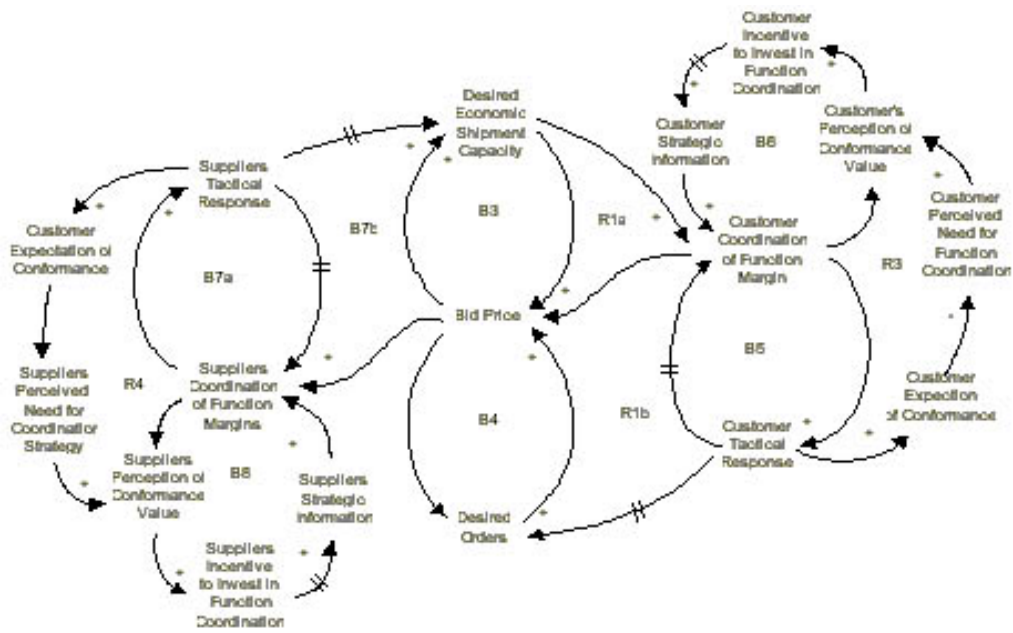 Customer
Incentive
to Invest in
Function
Coordination
Desired
Economic
Shipment
Capacity
Customer
Strategic
Information
B6
Customer's
Perception of
Conformance
Value
Suppliers
Tactical
Response
B7b
B3
R1a
Customer
Coordination
of Function
Margin
Customer
Perceived
Need for
Function
Coordination
R3
Customer
Expectation of
Conformance
B7a
Bid Price
B5
Suppliers
Perceived
Need for
Coordination
Strategy
R4
Suppliers
Coordination
of Function
Margins
B4
R1b
Customer
Expection
of Conformance
Customer
Tactical
Response
Suppliers
Perception of
Conformance
Value
B8
Suppliers
Strategic
Information
Desired
Orders
Suppliers
Incentive
to Invest in
Function
Coordination